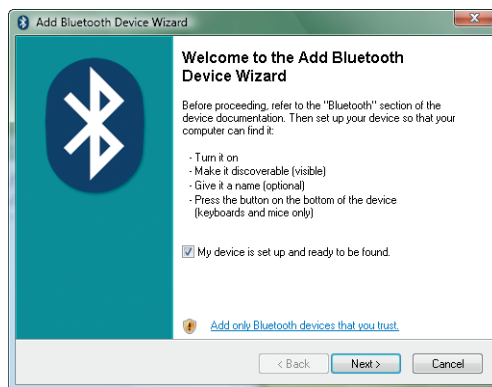 Add Bluetooth Device Wizard
Welcome to the Add Bluetooth
Device Wizard
Before proceeding, refer to the "Bluetooth" section of the
device documentation. Then set up your device so that your
computer can find it:
- Turn it on
- Make it discoverable (visible)
- Give it a name (optional)
- Press the button on the bottom of the device
(keyboards and mice only)
My device is set up and ready to be found.
Add only Bluetooth devices that you trust.
< Back Next > Cancel